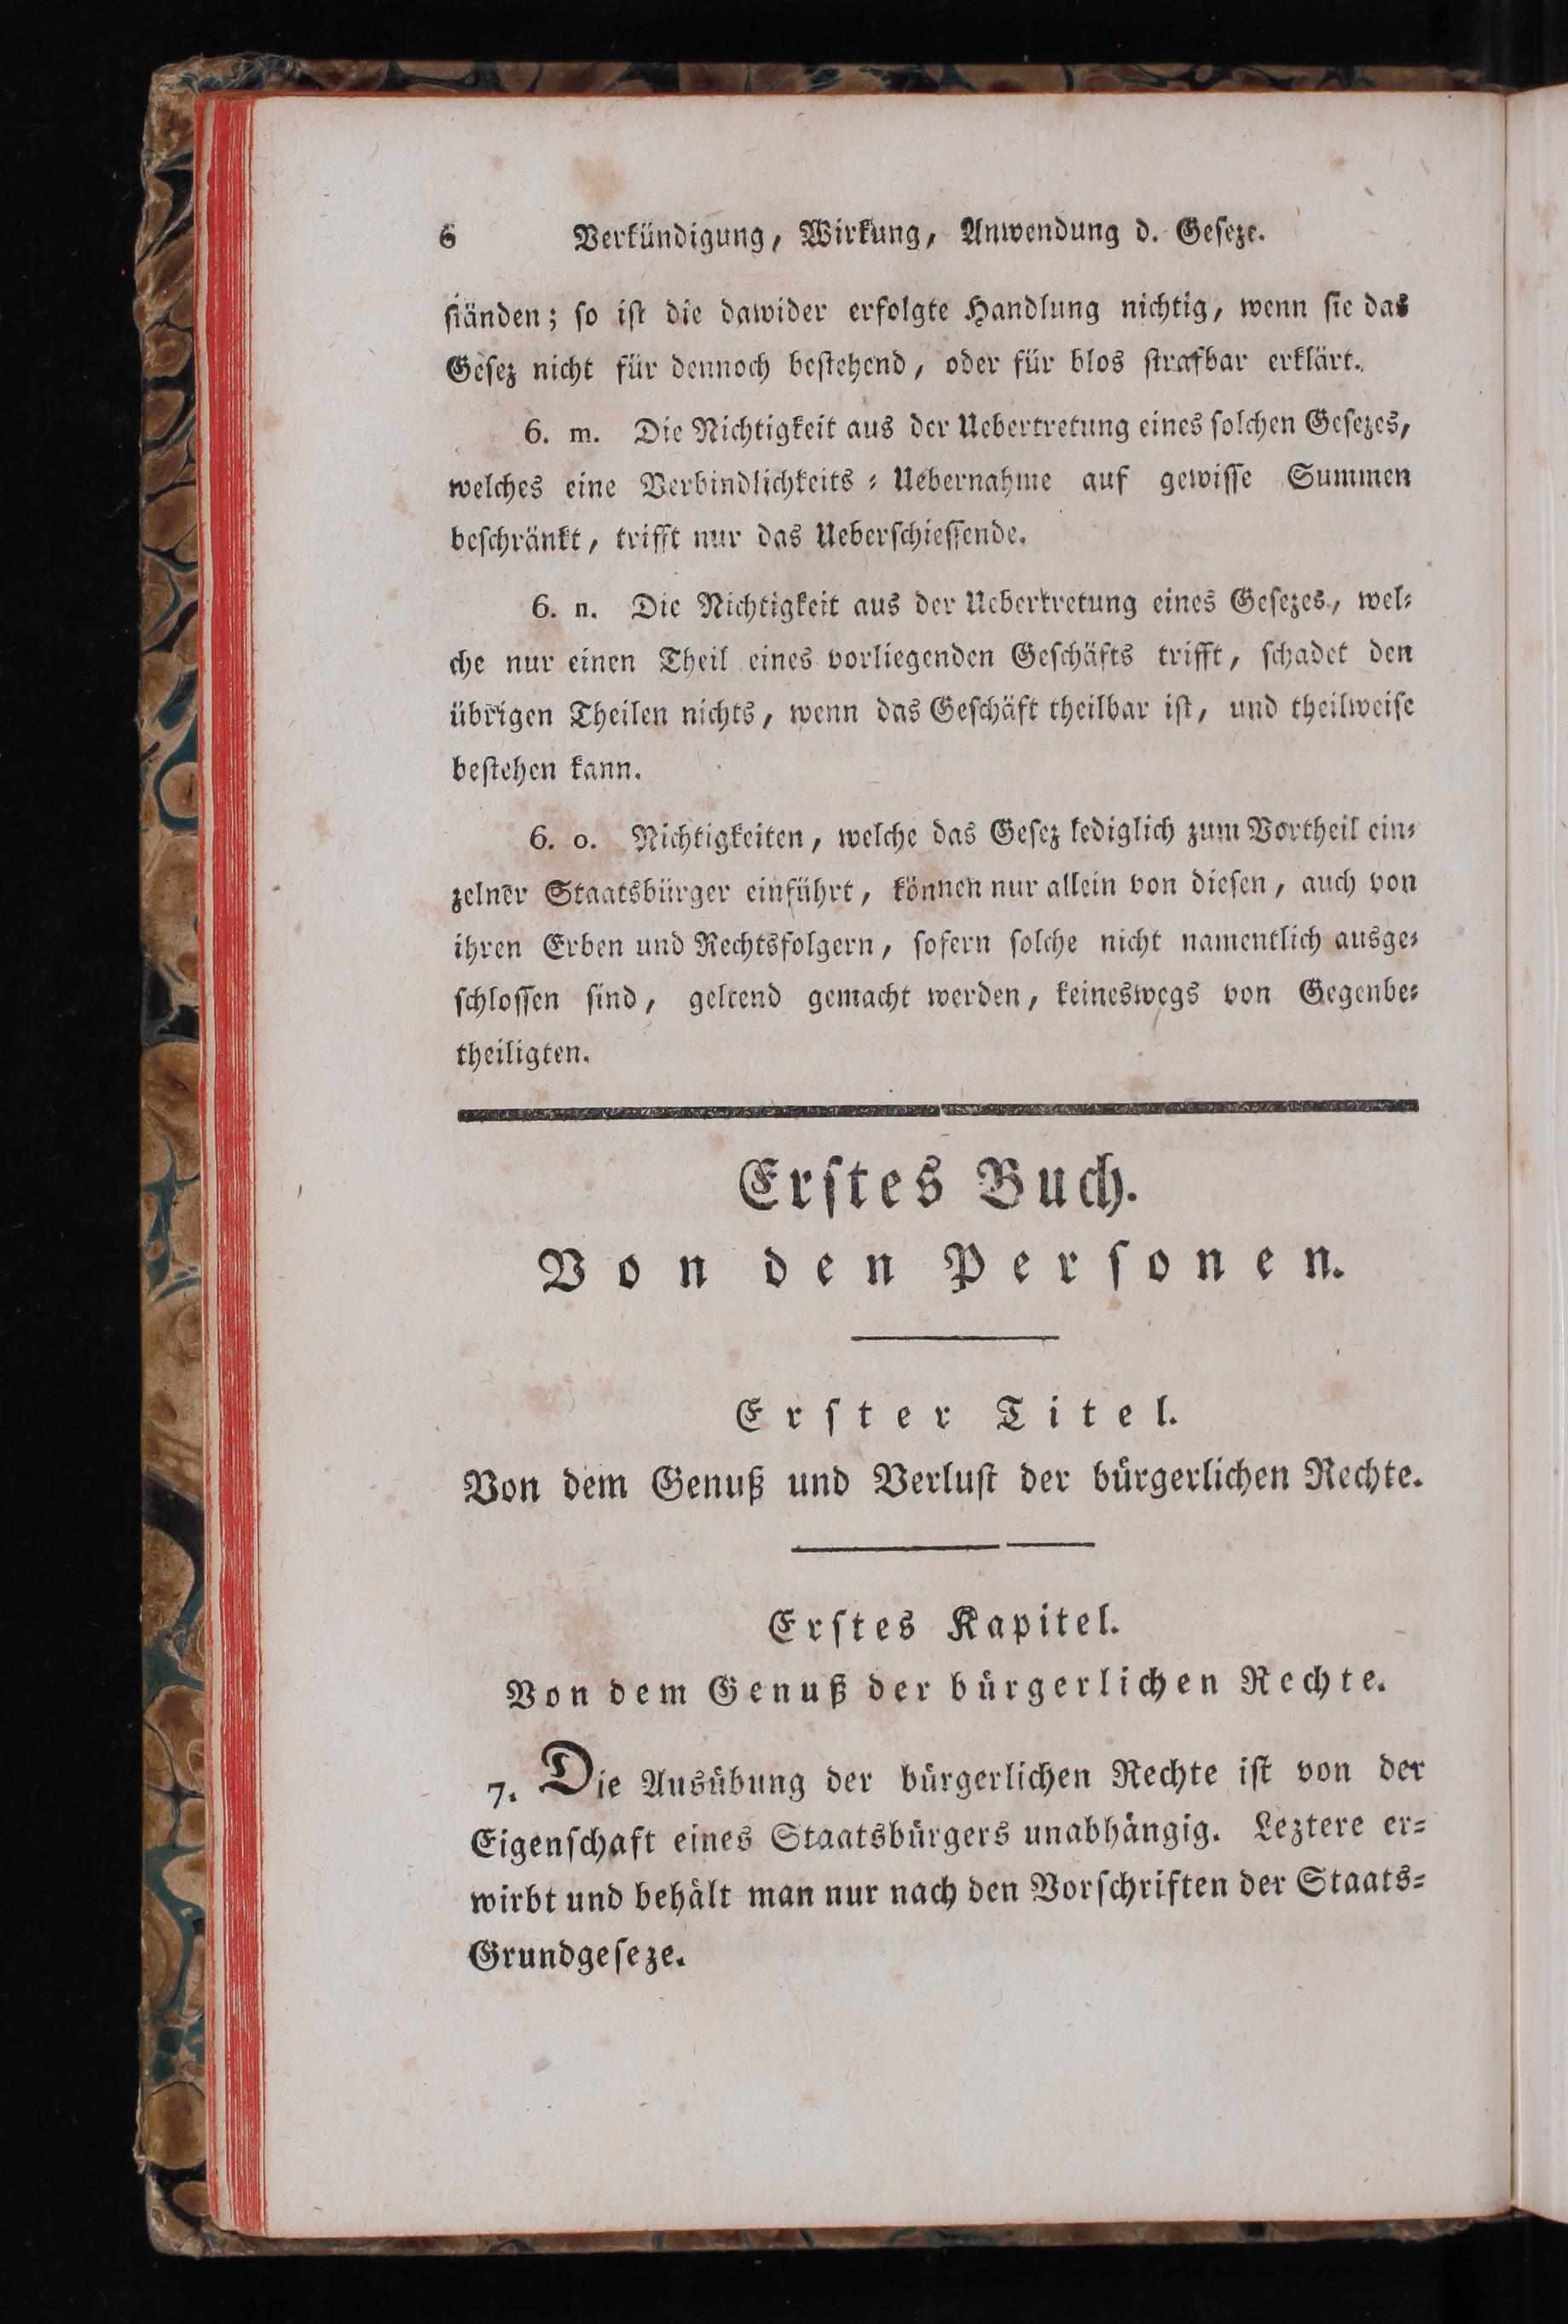 6 Verkündigung, Wirkung, Anwendung d. Geſeze.
ſtänden; ſo iſt die dawider erfolgte Handlung nichtig, wenn ſie das
Geſez nicht für dennoch beſtehend, oder für blos ſtrafbar erklärt.
6. m. Die Nichtigkeit aus der Uebertretung eines ſolchen Geſezes,
welches eine Verbindlichkeits⸗Uebernahme auf gewiſſe Summen
beſchränkt, trifft nur das Ueberſchieſſende.
6. n. Die Nichtigkeit aus der Uebertretung eines Geſezes, wel⸗
che nur einen Theil eines vorliegenden Geſchäfts trifft, ſchadet den
übrigen Theilen nichts, wenn das Geſchäft theilbar iſt, und theilweiſe
beſtehen kann.
6. o. Nichtigkeiten, welche das Geſez lediglich zum Vortheil ein⸗
zelner Staatsbürger einführt, können nur allein von dieſen, auch von
ihren Erben und Rechtsfolgern, ſofern ſolche nicht namentlich ausge⸗
ſchloſſen ſind, geltend gemacht werden, keineswegs von Gegenbe⸗
theiligten.
Erſtes Buch.
Von den Perſonen.
Erſter Titel.
Von dem Genuß und Verluſt der bürgerlichen Rechte.
Erſtes Kapitel.
Von dem Genuß der bürgerlichen Rechte.
7. Die Ausübung der bürgerlichen Rechte iſt von der
Eigenſchaft eines Staatsbürgers unabhängig. Leztere er⸗
wirbt und behält man nur nach den Vorſchriften der Staats⸗
Grundgeſeze.